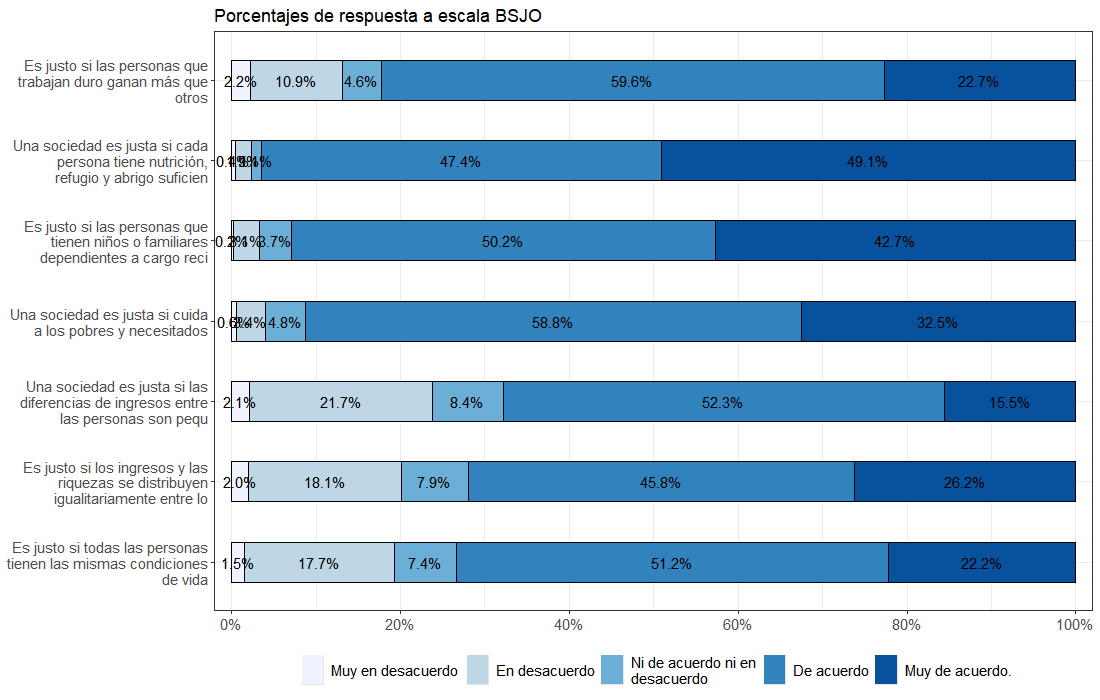 Porcentajes de respuesta a escala BSJO
Es justo si las personas que
trabajan duro ganan más que
otros
2.2% 10.9% 4.6% 59.6% 22.7%
Una sociedad es justa si cada
persona tiene nutrición,
refugio y abrigo suficien
47.4% 49.1%
Es justo si las personas que
tienen niños o familiares
dependientes a cargo reci
0.2% 3.1% 3.7% 50.2% 42.7%
Una sociedad es justa si cuida
a los pobres y necesitados
0.6% 3.4% 4.8% 58.8% 32.5%
Una sociedad es justa si las
diferencias de ingresos entre
las personas son pequ
2.1% 21.7% 8.4% 52.3% 15.5%
Es justo si los ingresos y las
riquezas se distribuyen
igualitariamente entre lo
2.0% 18.1% 7.9% 45.8% 26.2%
Es justo si todas las personas
tienen las mismas condiciones
de vida
1.5% 17.7% 7.4% 51.2% 22.2%
0% 20% 40% 60% 80% 100%
Muy en desacuerdo En desacuerdo Ni de acuerdo ni en
desacuerdo De acuerdo Muy de acuerdo.